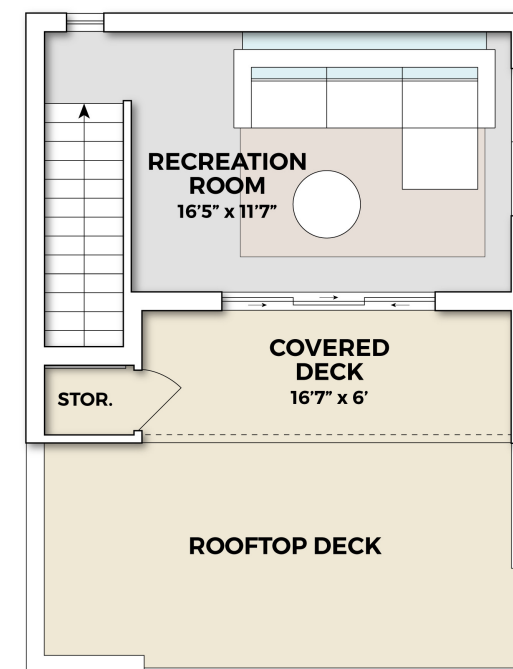 RECREATION
ROOM
16’5” x 11’7”
COVERED
DECK
16’7” x 6’
STOR.
ROOFTOP DECK